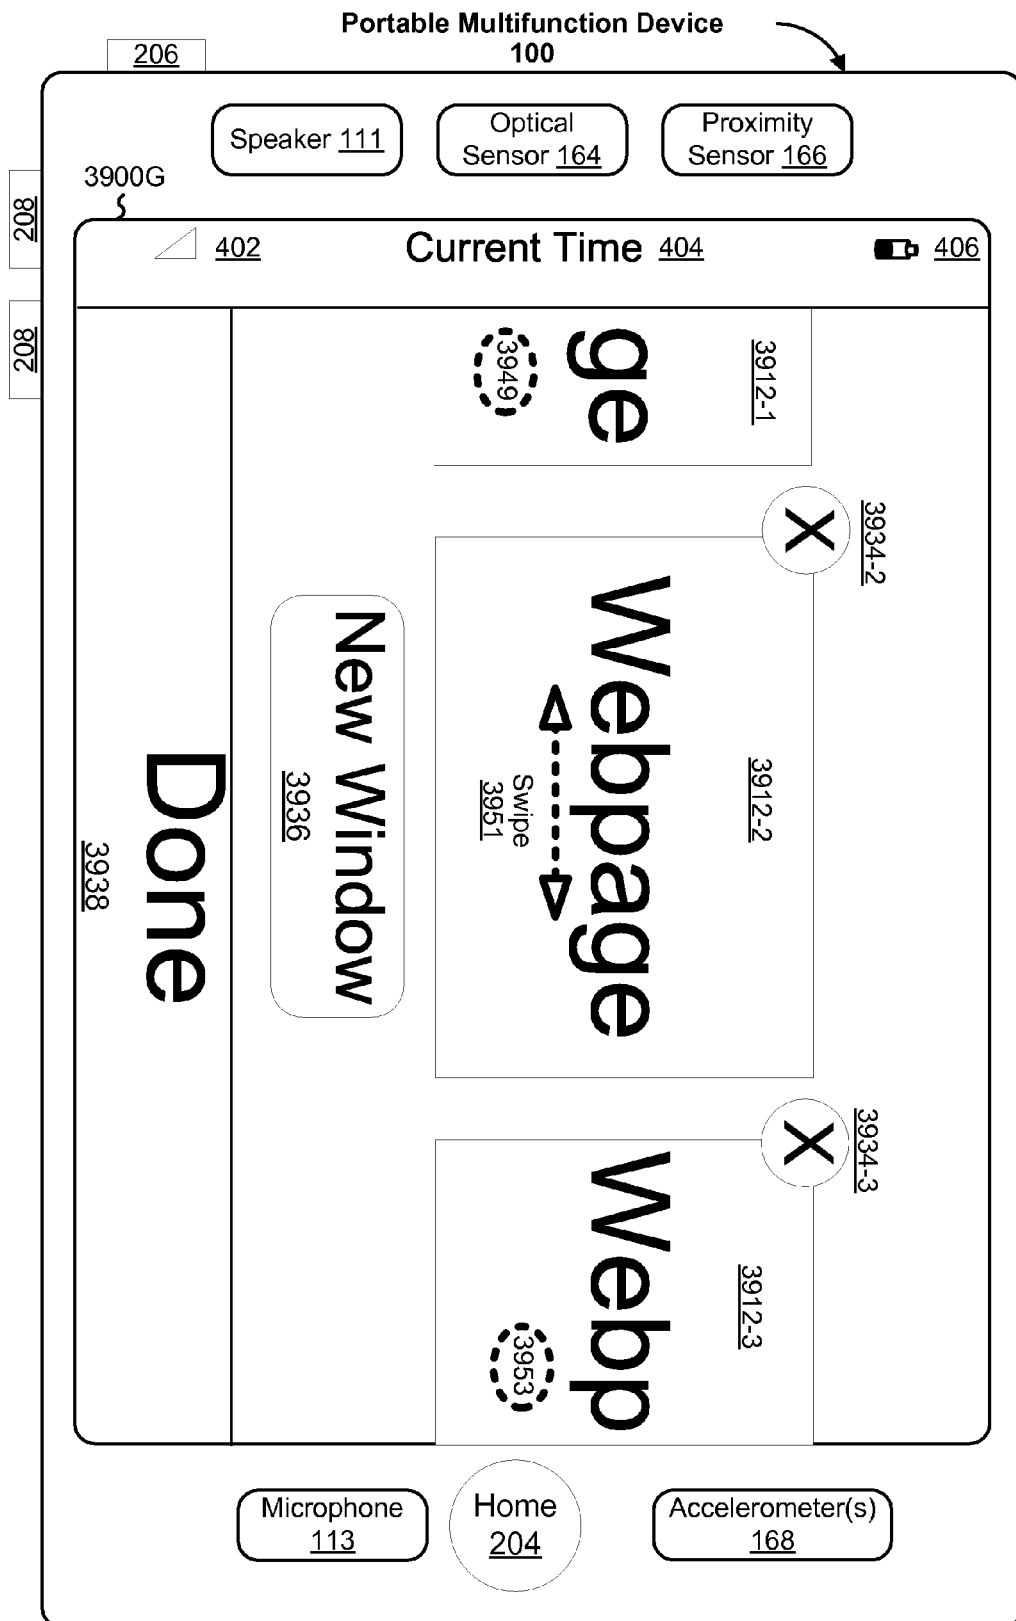 Portable Multifunction Device
100
206
Speaker 111
Optical
Sensor 164
Proximity
Sensor 166
3900G
208
208
402
Current Time 404
406
3912-1
ge
3949
3934-2
X
3912-2
Webpage
Swipe
3951
New Window
3936
Done
3938
3934-3
X
3912-3
Webp
3953
Microphone
113
Home
204
Accelerometer(s)
168